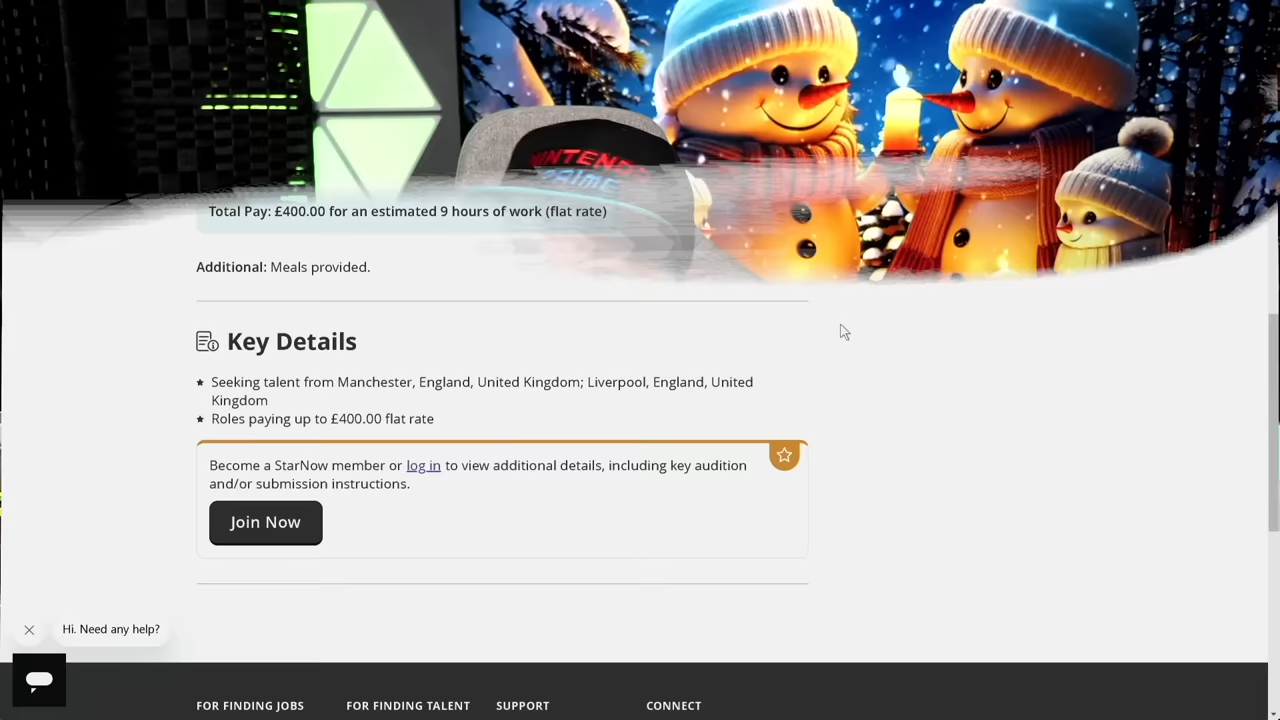 NINTENDO
PRIME
Total Pay: £400.00 for an estimated 9 hours of work (flat rate)
Additional: Meals provided.
Key Details
Seeking talent from Manchester, England, United Kingdom; Liverpool, England, United
Kingdom
Roles paying up to £400.00 flat rate
Become a StarNow member or log in to view additional details, including key audition
and/or submission instructions.
Join Now
Hi. Need any help?
FOR FINDING JOBS
FOR FINDING TALENT
SUPPORT
CONNECT